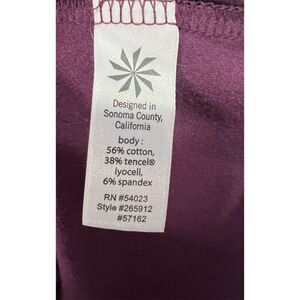 Designed in
Sonoma County,
California
body :
56% cotton,
38% tencel®
lyocell,
6% spandex
RN #54023
Style #265912
#57162